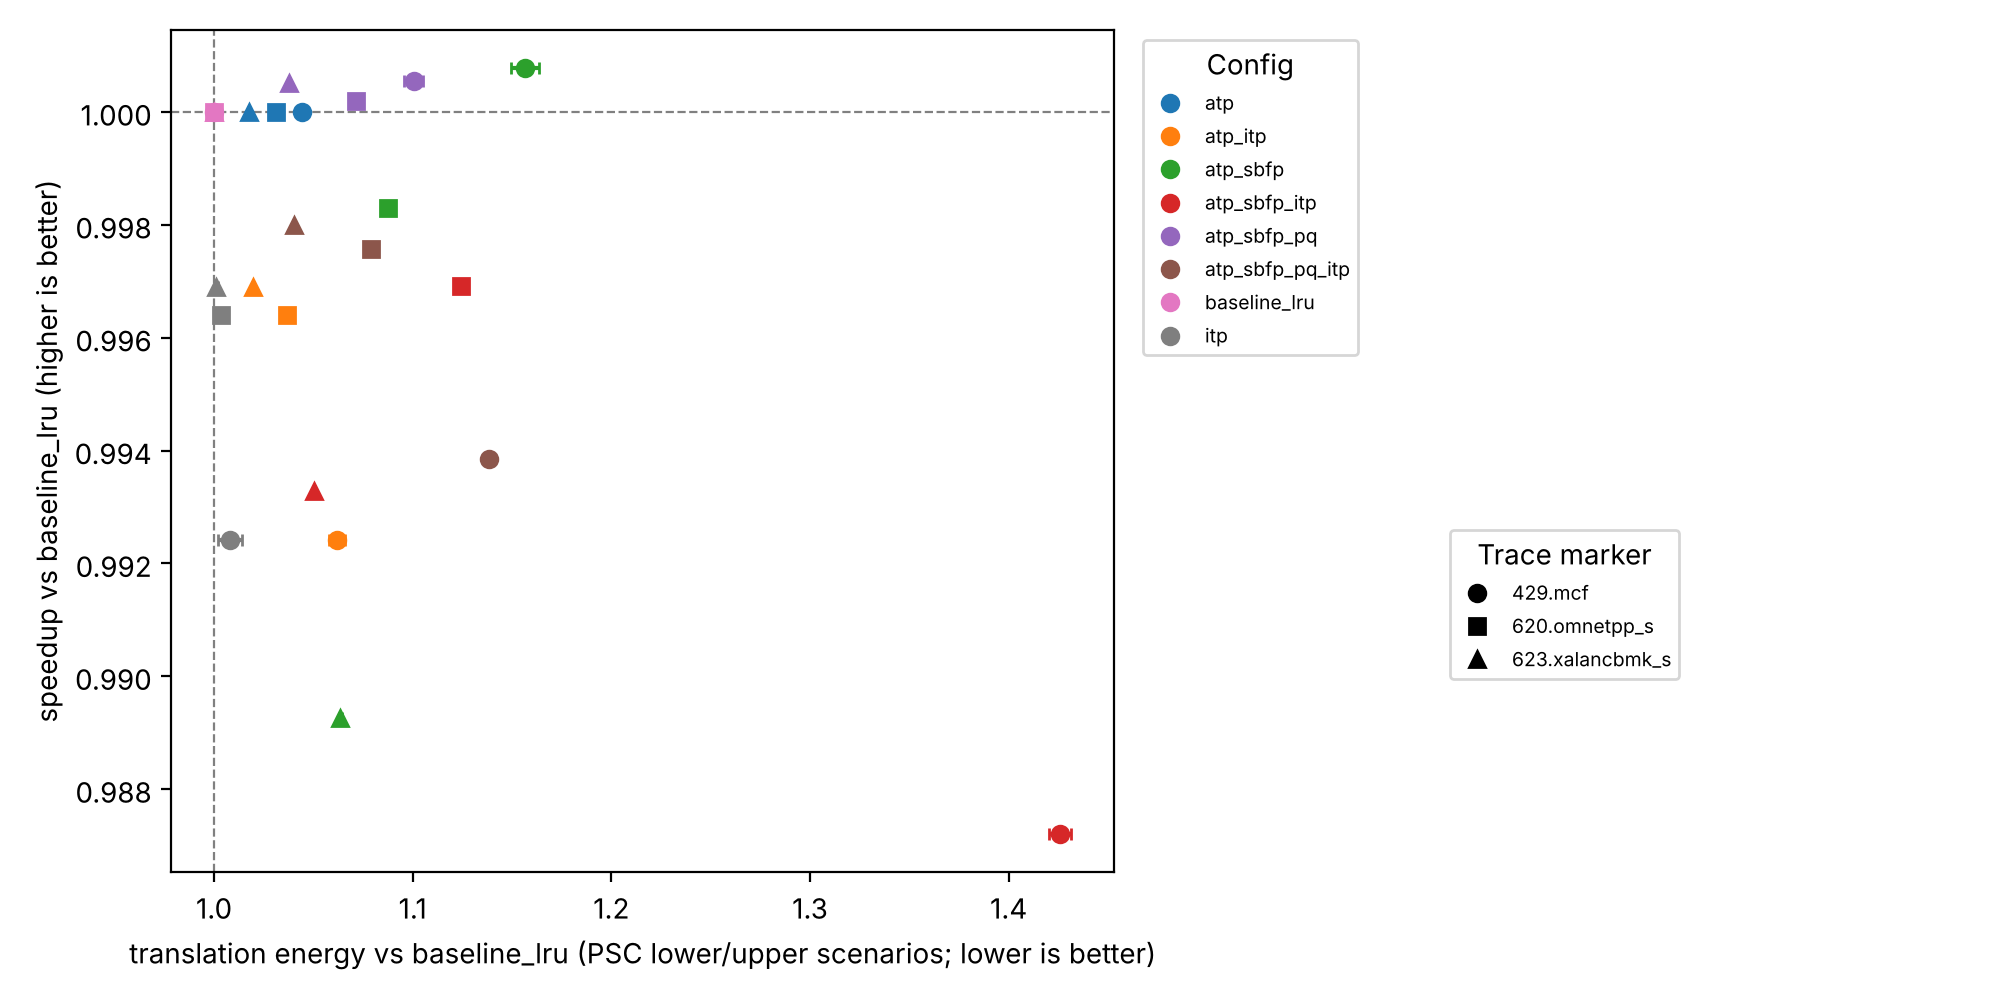 speedup vs baseline_lru (higher is better)
1.000
0.998
0.996
0.994
0.992
0.990
0.988
1.0 1.1 1.2 1.3 1.4
translation energy vs baseline_lru (PSC lower/upper scenarios; lower is better)
Config
atp
atp_itp
atp_sbfp
atp_sbfp_itp
atp_sbfp_pq
atp_sbfp_pq_itp
baseline_lru
itp
Trace marker
429.mcf
620.omnetpp_s
623.xalancbmk_s